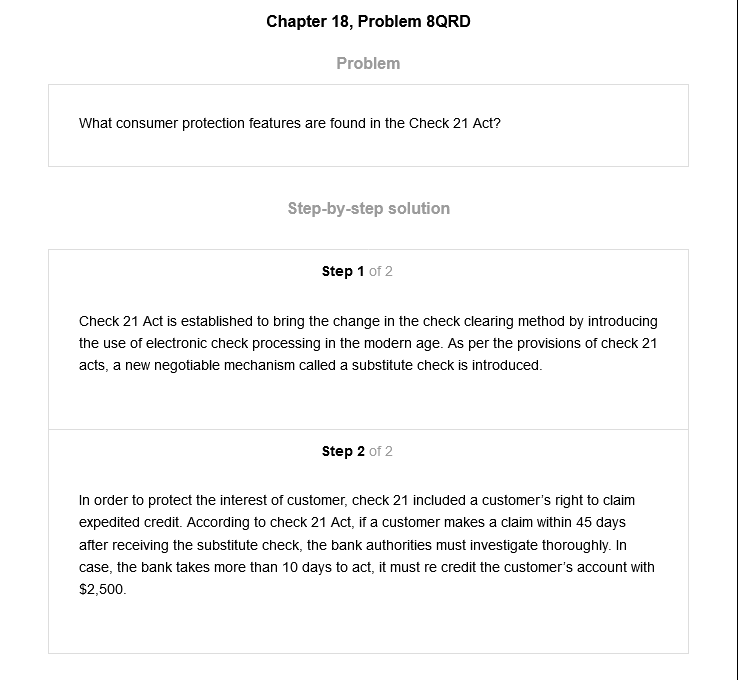 Chapter 18, Problem 8QRD
Problem
What consumer protection features are found in the Check 21 Act?
Step-by-step solution
Step 1 of 2
Check 21 Act is established to bring the change in the check clearing method by introducing
the use of electronic check processing in the modern age. As per the provisions of check 21
acts, a new negotiable mechanism called a substitute check is introduced.
Step 2 of 2
In order to protect the interest of customer, check 21 included a customer's right to claim
expedited credit. According to check 21 Act, if a customer makes a claim within 45 days
after receiving the substitute check, the bank authorities must investigate thoroughly. In
case, the bank takes more than 10 days to act, it must re credit the customer's account with
$2,500.